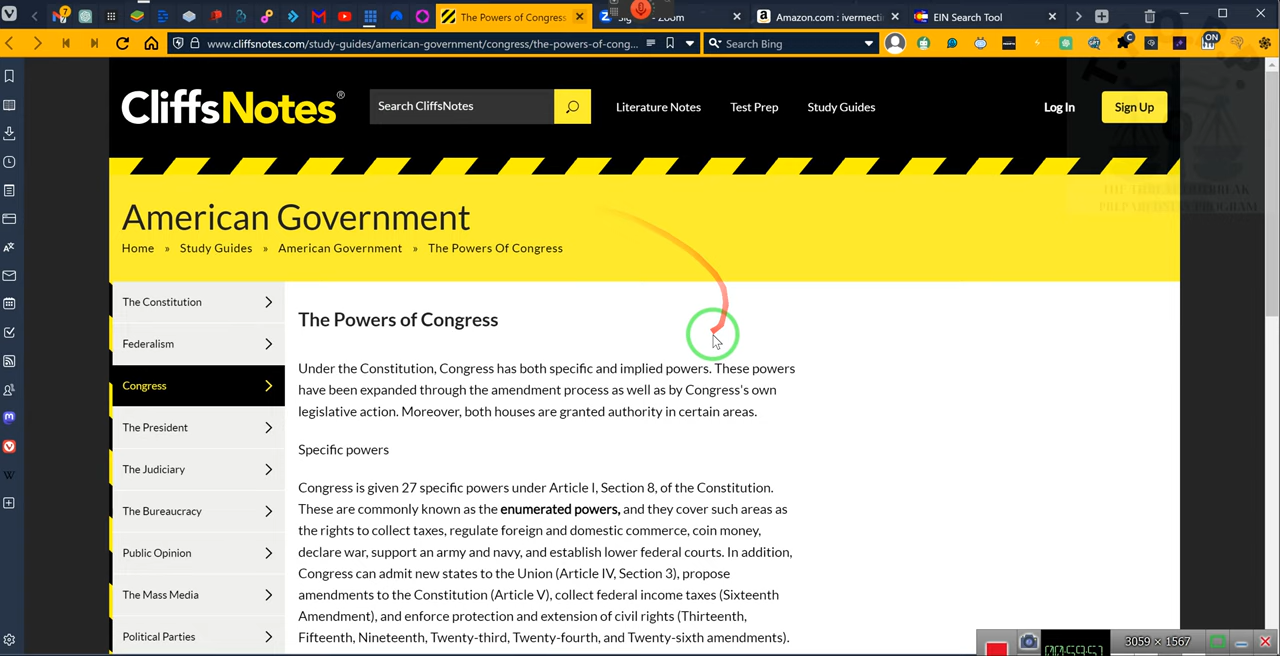 The Powers of Congress
Zoom
Amazon.com : ivermecti
EIN Search Tool
www.cliffsnotes.com/study-guides/american-government/congress/the-powers-of-cong...
Search Bing
ON
CliffsNotes®
Search CliffsNotes
Literature Notes
Test Prep
Study Guides
Log In
Sign Up
PREPAREDNESS PROGRAM
American Government
Home » Study Guides » American Government » The Powers Of Congress
The Constitution
Federalism
Congress
The President
The Judiciary
The Bureaucracy
Public Opinion
The Mass Media
Political Parties
The Powers of Congress
Under the Constitution, Congress has both specific and implied powers. These powers
have been expanded through the amendment process as well as by Congress's own
legislative action. Moreover, both houses are granted authority in certain areas.
Specific powers
Congress is given 27 specific powers under Article I, Section 8, of the Constitution.
These are commonly known as the enumerated powers, and they cover such areas as
the rights to collect taxes, regulate foreign and domestic commerce, coin money,
declare war, support an army and navy, and establish lower federal courts. In addition,
Congress can admit new states to the Union (Article IV, Section 3), propose
amendments to the Constitution (Article V), collect federal income taxes (Sixteenth
Amendment), and enforce protection and extension of civil rights (Thirteenth,
Fifteenth, Nineteenth, Twenty-third, Twenty-fourth, and Twenty-sixth amendments).
3059 × 1567